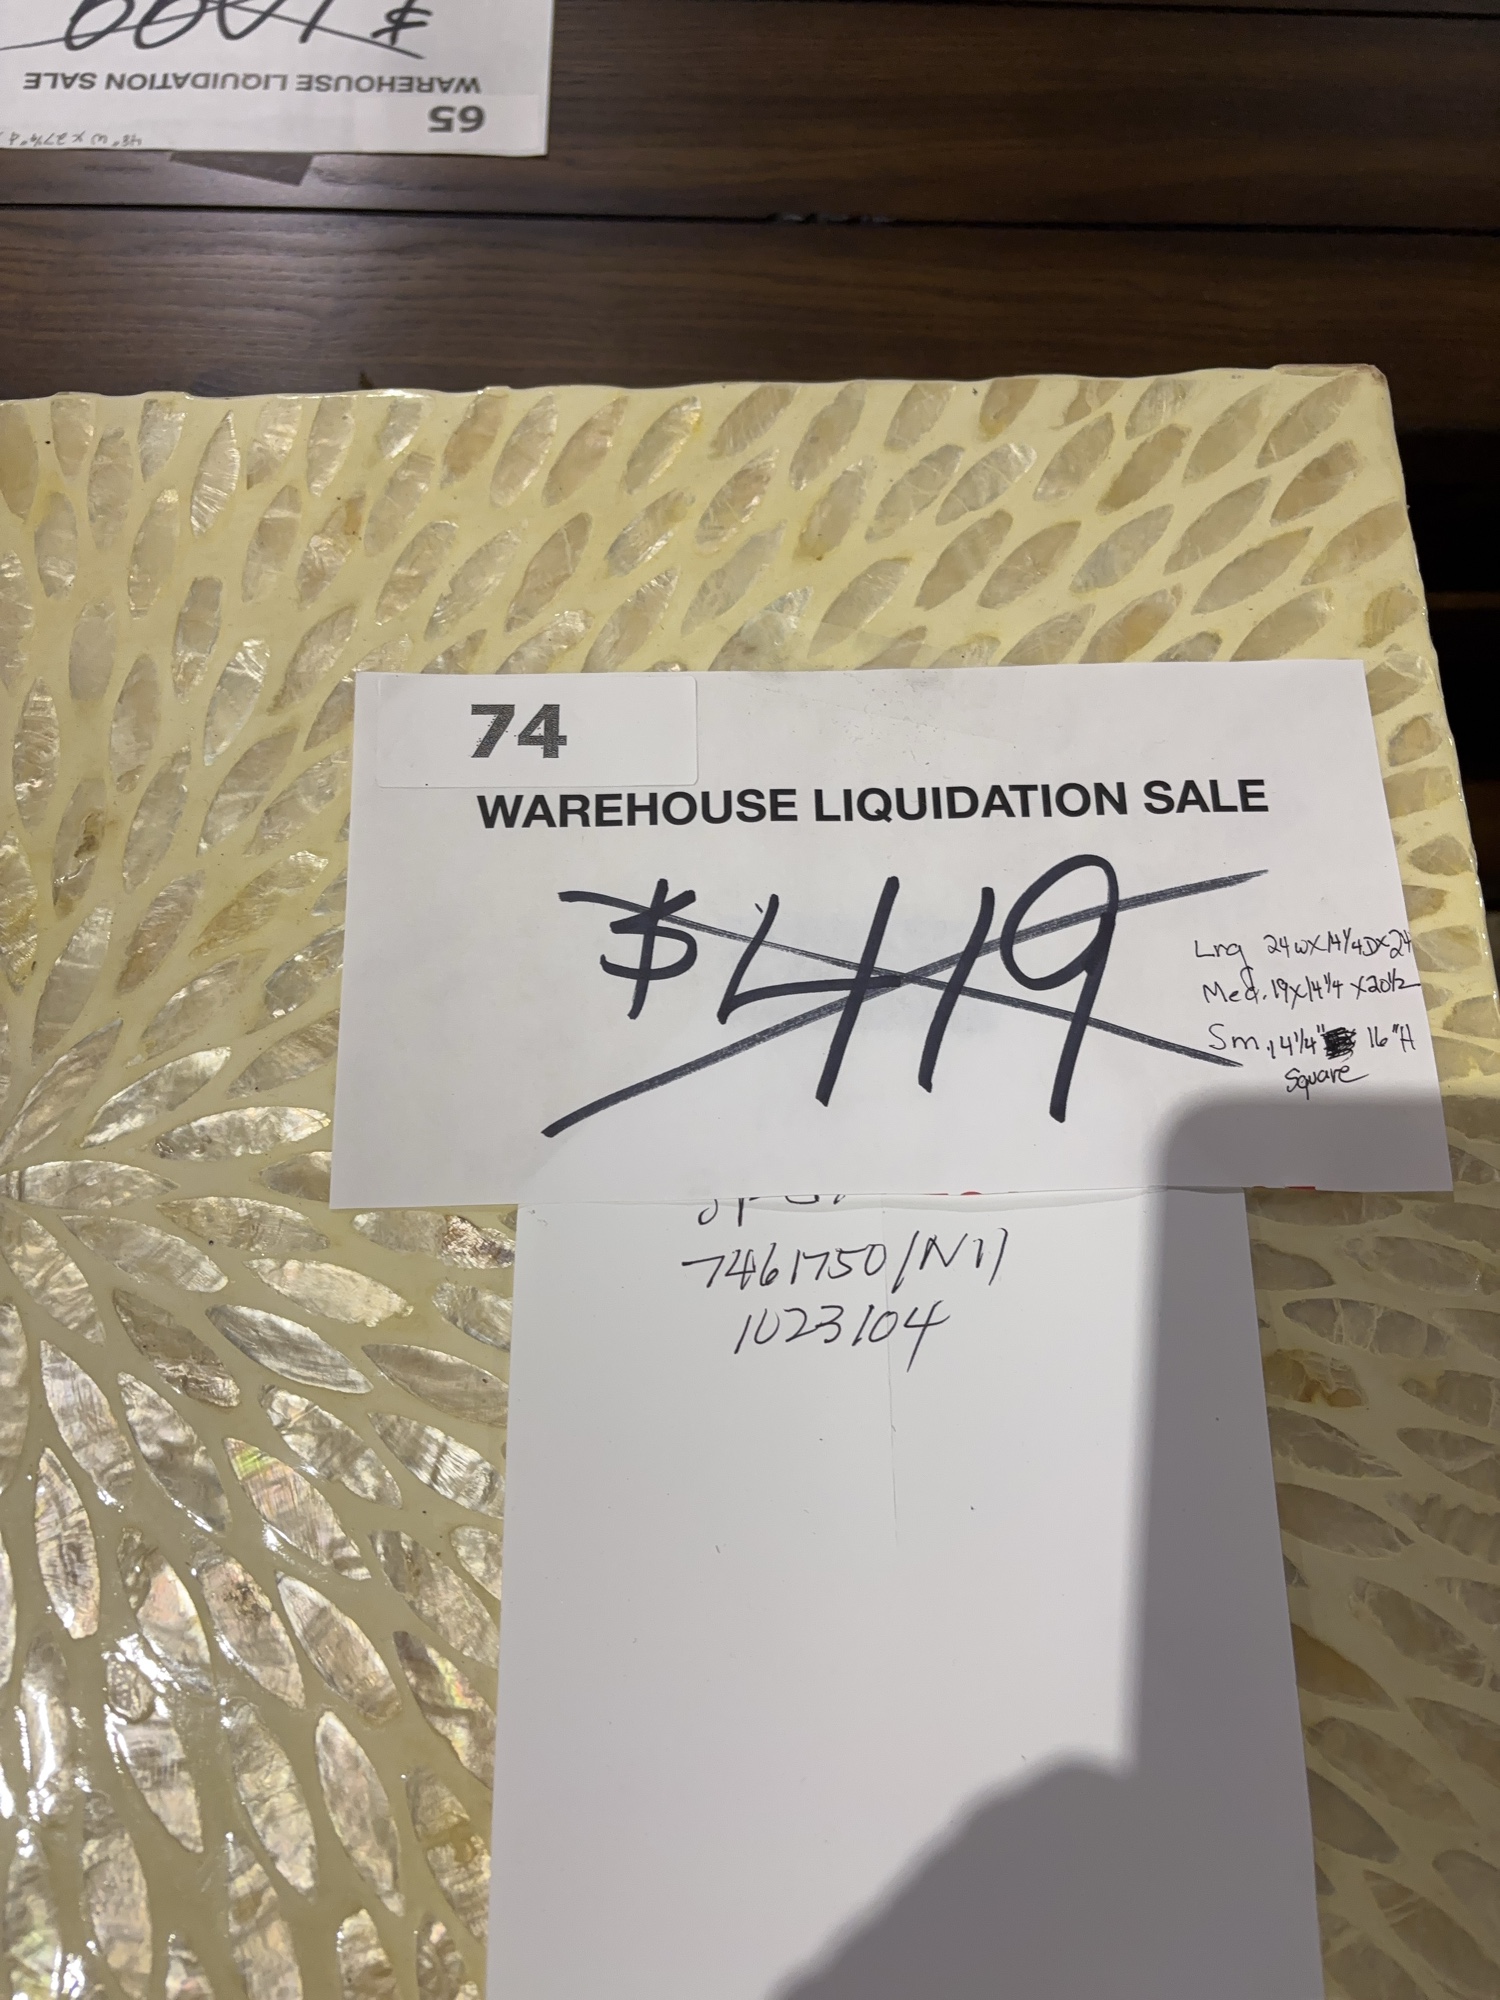 65
WAREHOUSE LIQUIDATION SALE
74
WAREHOUSE LIQUIDATION SALE
$419
Lrg 24WX14¼DX24
Med. 19X14¼ X20½
Sm. 14¼" 16"H
Square
7461750/N11
1023104